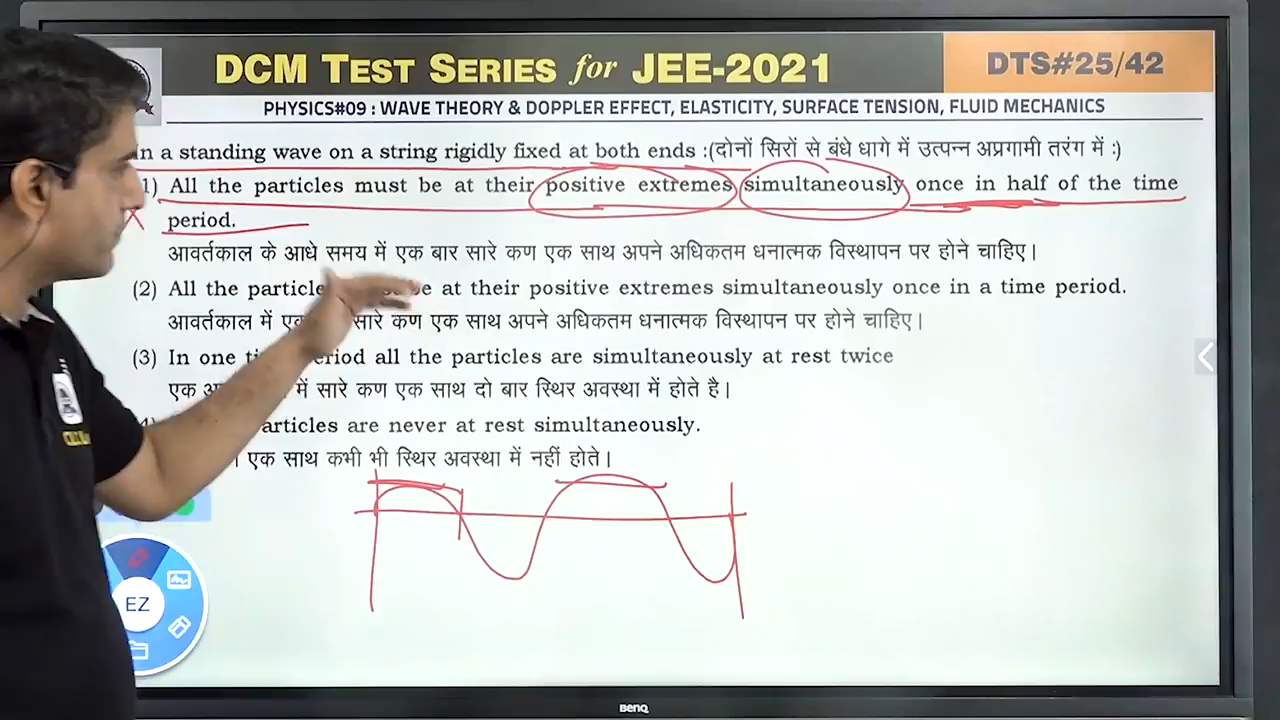 DCM TEST SERIES for JEE-2021
DTS#25/42
PHYSICS#09 : WAVE THEORY & DOPPLER EFFECT, ELASTICITY, SURFACE TENSION, FLUID MECHANICS
in a standing wave on a string rigidly fixed at both ends :(दोनों सिरों से बंधे धागे में उत्पन्न अप्रगामी तरंग में :)
1) All the particles must be at their positive extremes simultaneously once in half of the time
period.
आवर्तकाल के आधे समय में एक बार सारे कण एक साथ अपने अधिकतम धनात्मक विस्थापन पर होने चाहिए।
(2) All the be at their positive extremes simultaneously once in a time period.
आवर्तकाल में सारे कण एक साथ अपने अधिकतम धनात्मक विस्थापन पर होने चाहिए।
(3) In one all the particles are simultaneously at rest twice
एक में सारे कण एक साथ दो बार स्थिर अवस्था में होते है।
particles are never at rest simultaneously.
एक साथ कभी भी स्थिर अवस्था में नहीं होते।
EZ
BenQ